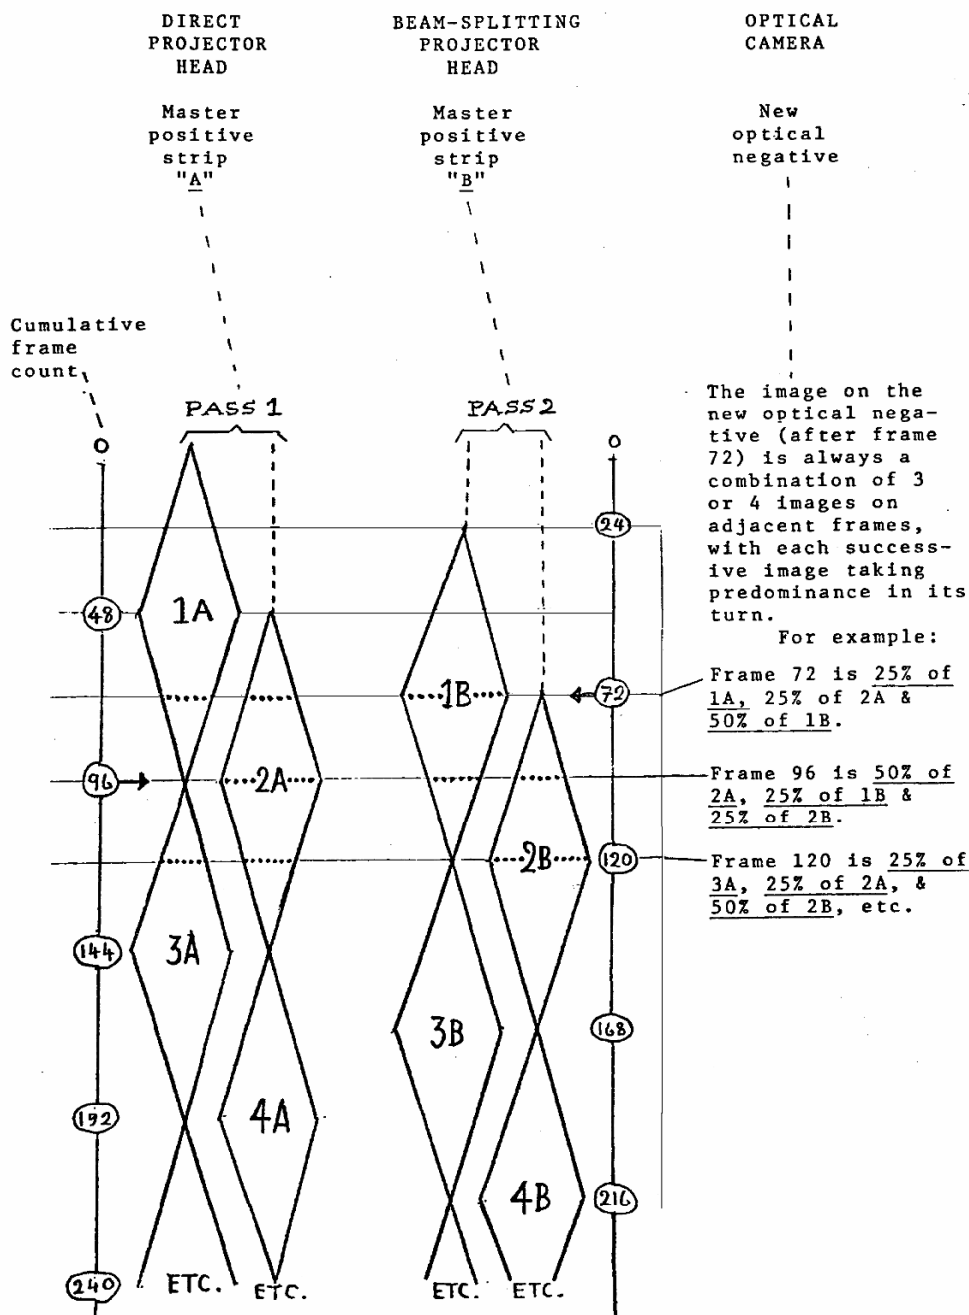 DIRECT
PROJECTOR
HEAD
Master
positive
strip
"A"
BEAM-SPLITTING
PROJECTOR
HEAD
Master
positive
strip
"B"
OPTICAL
CAMERA
New
optical
negative
Cumulative
frame
count
PASS 1
PASS 2
0
0
24
48
1A
72
1B
96
2A
120
2B
144
3A
168
3B
192
4A
216
4B
240
ETC.
ETC.
ETC.
ETC.
The image on the
new optical nega-
tive (after frame
72) is always a
combination of 3
or 4 images on
adjacent frames,
with each success-
ive image taking
predominance in its
turn.
For example:
Frame 72 is 25% of
1A, 25% of 2A &
50% of 1B.
Frame 96 is 50% of
2A, 25% of 1B &
25% of 2B.
Frame 120 is 25% of
3A, 25% of 2A, &
50% of 2B, etc.